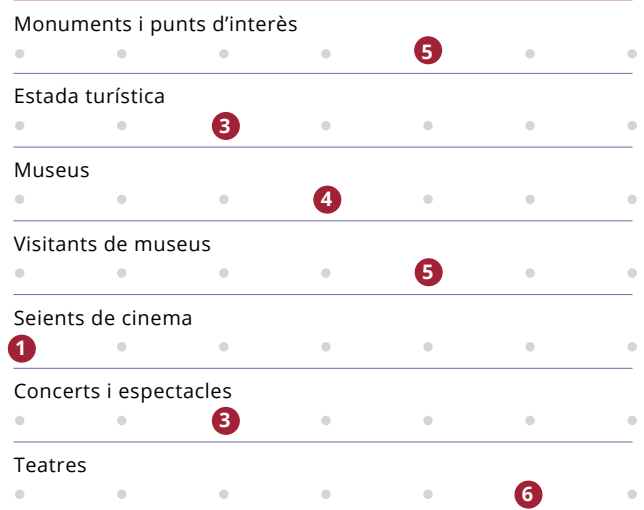 Monuments i punts d’interès
5
Estada turística
3
Museus
4
Visitants de museus
5
Seients de cinema
1
Concerts i espectacles
3
Teatres
6